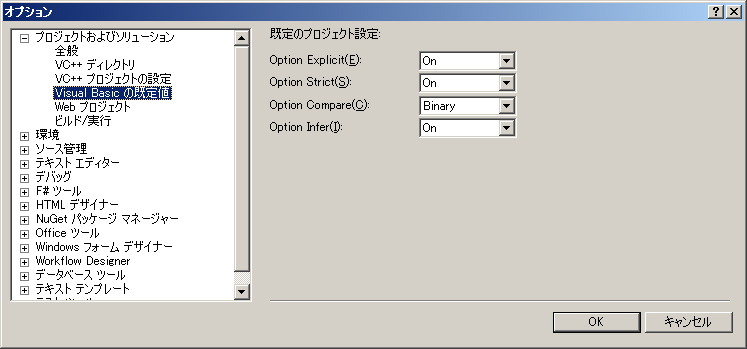 オプション
プロジェクトおよびソリューション
全般
VC++ ディレクトリ
VC++ プロジェクトの設定
Visual Basic の既定値
Web プロジェクト
ビルド/実行
環境
ソース管理
テキスト エディター
デバッグ
F# ツール
HTML デザイナー
NuGet パッケージ マネージャー
Office ツール
Windows フォーム デザイナー
Workflow Designer
データベース ツール
テキスト テンプレート
既定のプロジェクト設定:
Option Explicit(E): On
Option Strict(S): On
Option Compare(C): Binary
Option Infer(I): On
OK キャンセル